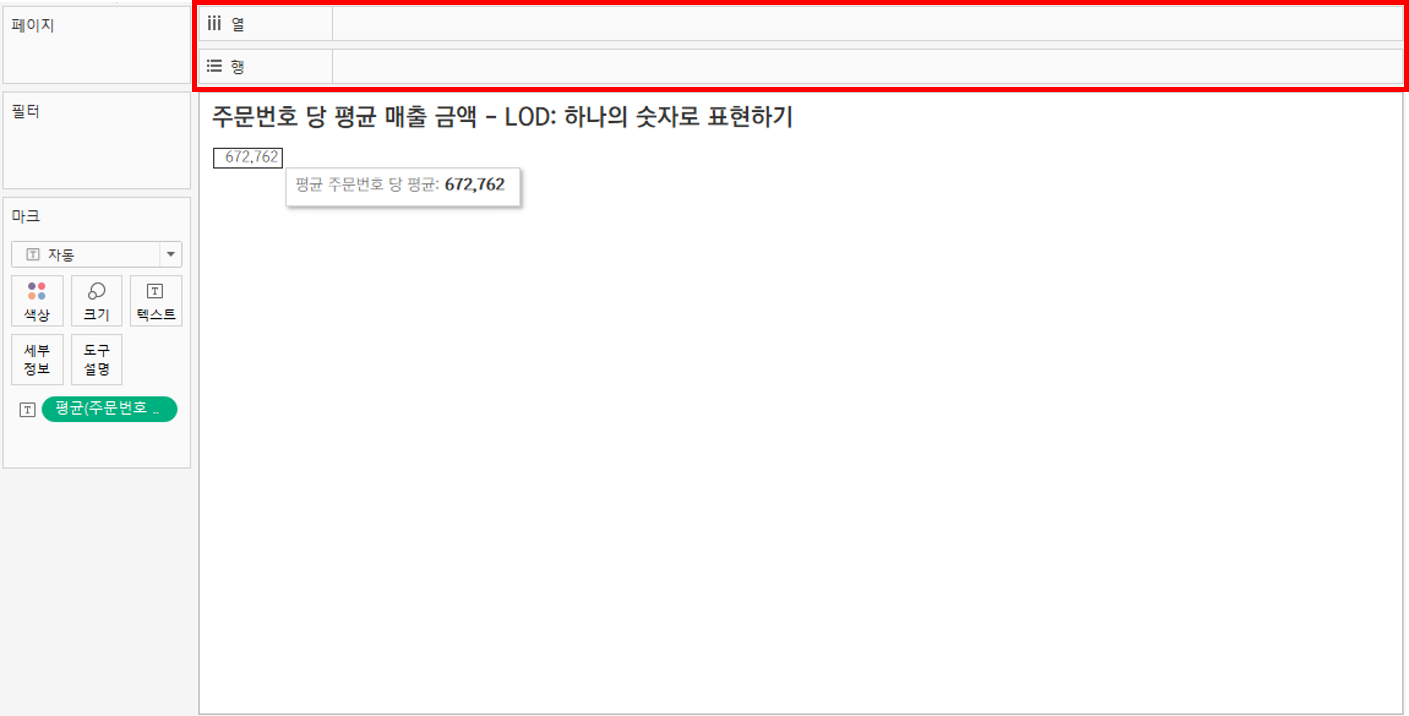 페이지
iii 열
행
필터
주문번호 당 평균 매출 금액 – LOD: 하나의 숫자로 표현하기
672,762
평균 주문번호 당 평균: 672,762
마크
T 자동
색상
크기
T
텍스트
세부
정보
도구
설명
T 평균(주문번호 ..